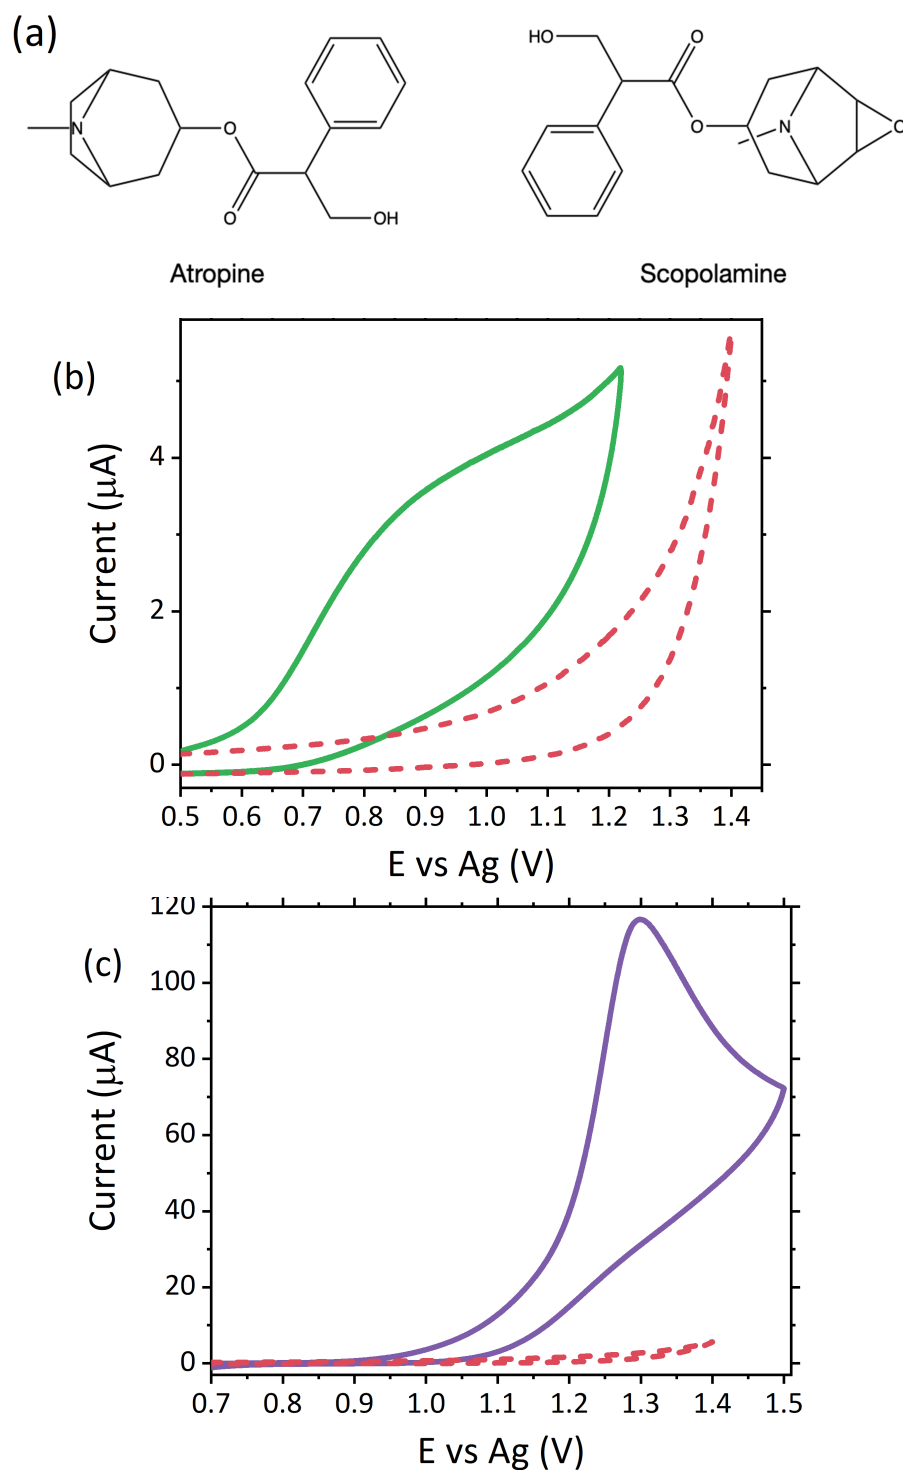 (a)
HO
O
N
O
O
OH
O
N
O
Atropine
Scopolamine
(b)
4
2
0
Current (μA)
0.5 0.6 0.7 0.8 0.9 1.0 1.1 1.2 1.3 1.4
E vs Ag (V)
(c)
120
100
80
60
40
20
0
Current (μA)
0.7 0.8 0.9 1.0 1.1 1.2 1.3 1.4 1.5
E vs Ag (V)